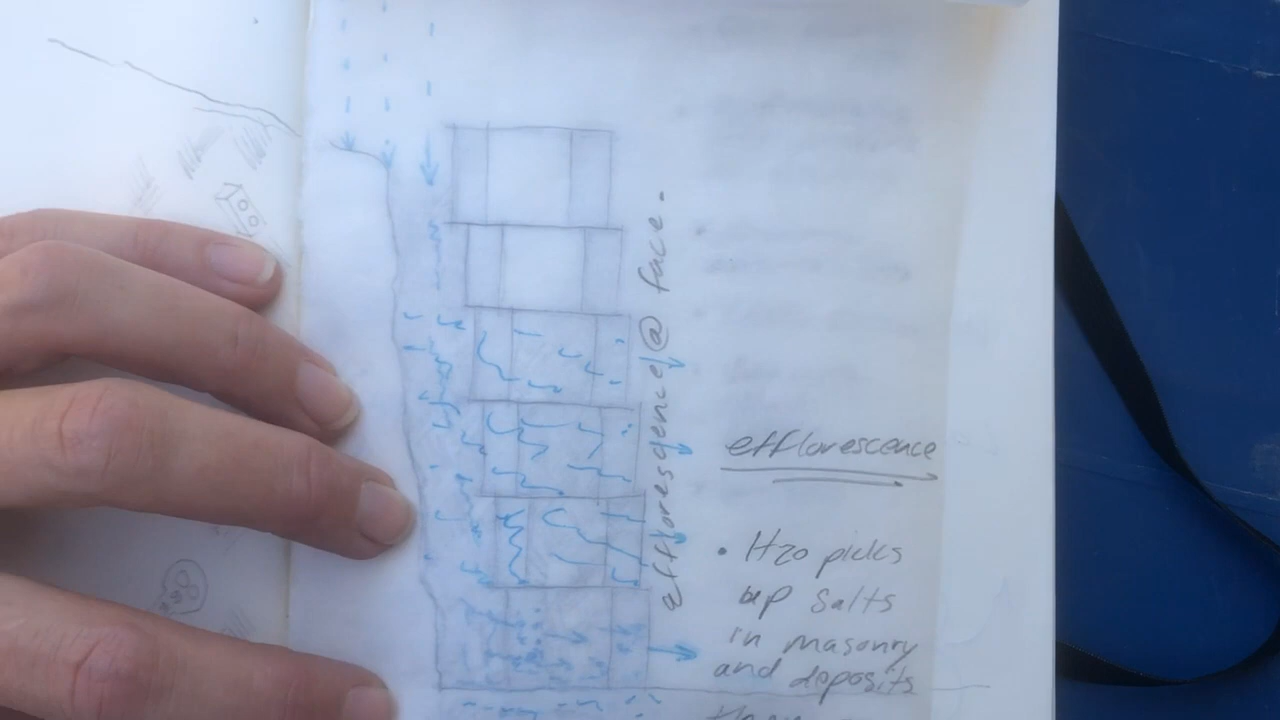 efflorescence @ face.
efflorescence
• H2O picks
up salts
in masonry
and deposits